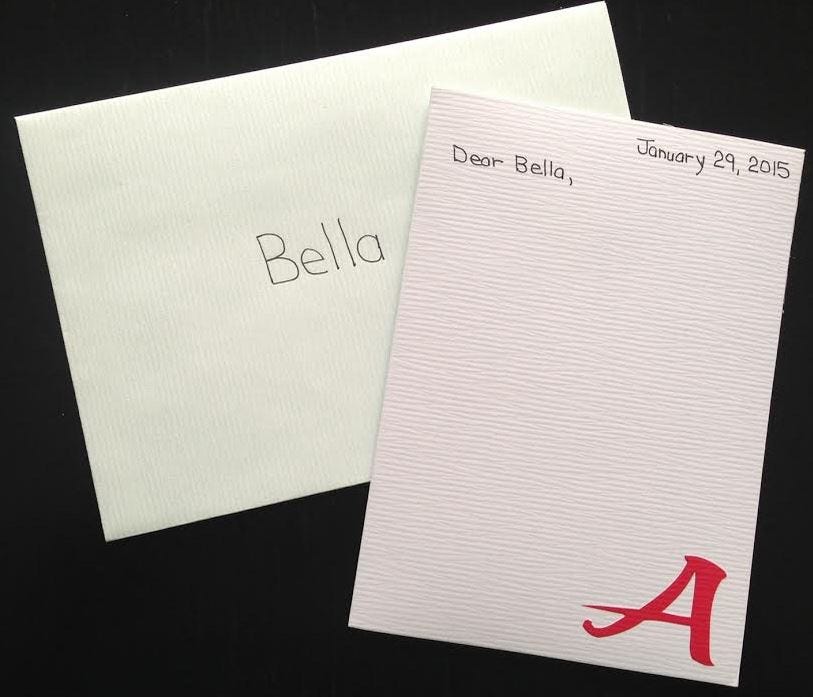 Bella
January 29, 2015
Dear Bella,
A